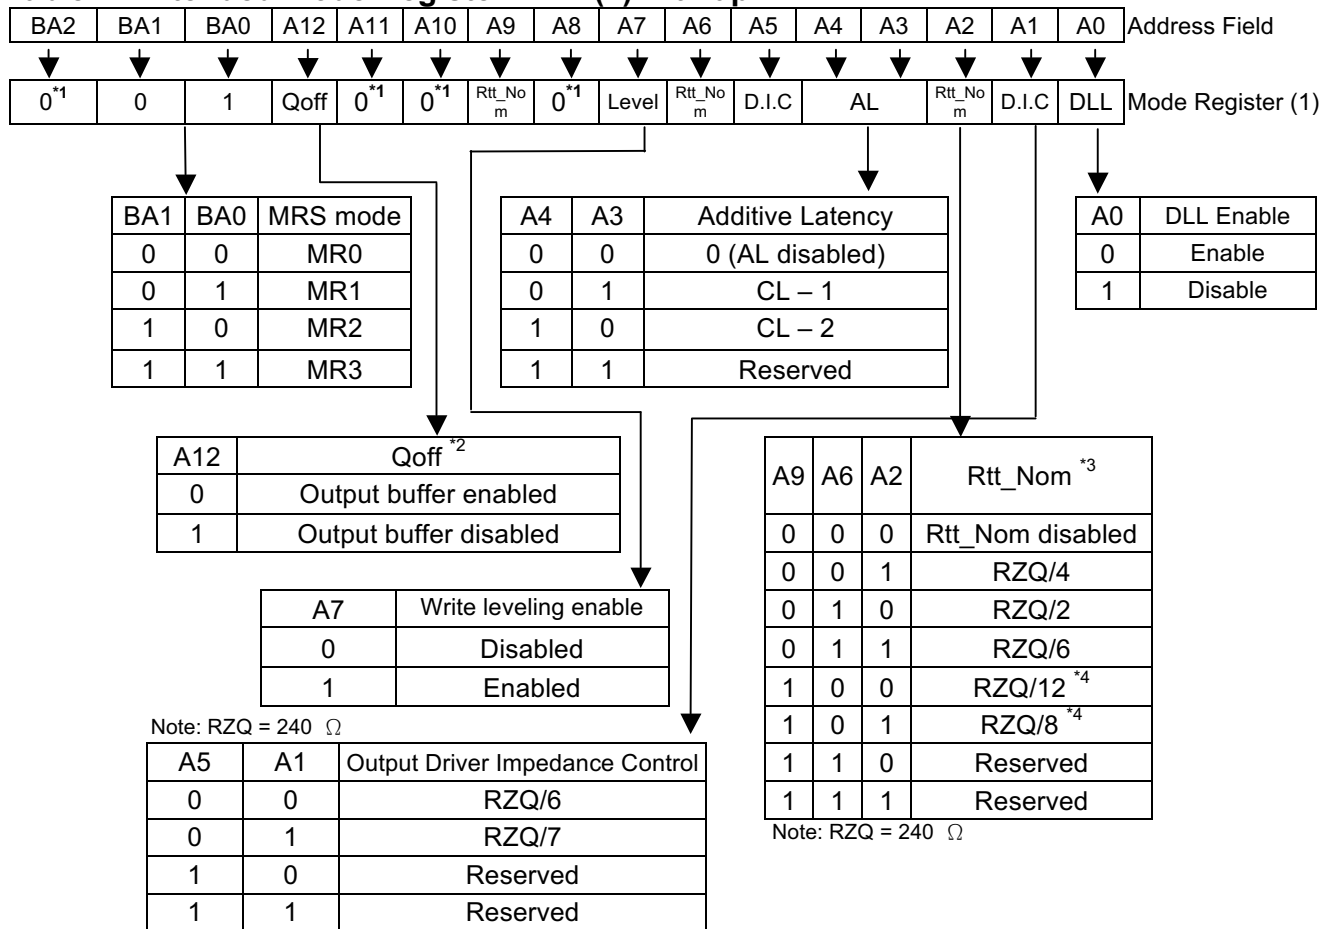 BA2 BA1 BA0 A12 A11 A10 A9 A8 A7 A6 A5 A4 A3 A2 A1 A0 Address Field
0*1 0 1 Qoff 0*1 0*1 Rtt_No m 0*1 Level Rtt_No m D.I.C AL Rtt_No m D.I.C DLL Mode Register (1)
BA1 BA0 MRS mode
0 0 MR0
0 1 MR1
1 0 MR2
1 1 MR3
A4 A3 Additive Latency
0 0 0 (AL disabled)
0 1 CL – 1
1 0 CL – 2
1 1 Reserved
A0 DLL Enable
0 Enable
1 Disable
A12 Qoff *2
0 Output buffer enabled
1 Output buffer disabled
A9 A6 A2 Rtt_Nom *3
0 0 0 Rtt_Nom disabled
0 0 1 RZQ/4
0 1 0 RZQ/2
0 1 1 RZQ/6
1 0 0 RZQ/12 *4
1 0 1 RZQ/8 *4
1 1 0 Reserved
1 1 1 Reserved
Note: RZQ = 240 Ω
A7 Write leveling enable
0 Disabled
1 Enabled
Note: RZQ = 240 Ω
A5 A1 Output Driver Impedance Control
0 0 RZQ/6
0 1 RZQ/7
1 0 Reserved
1 1 Reserved